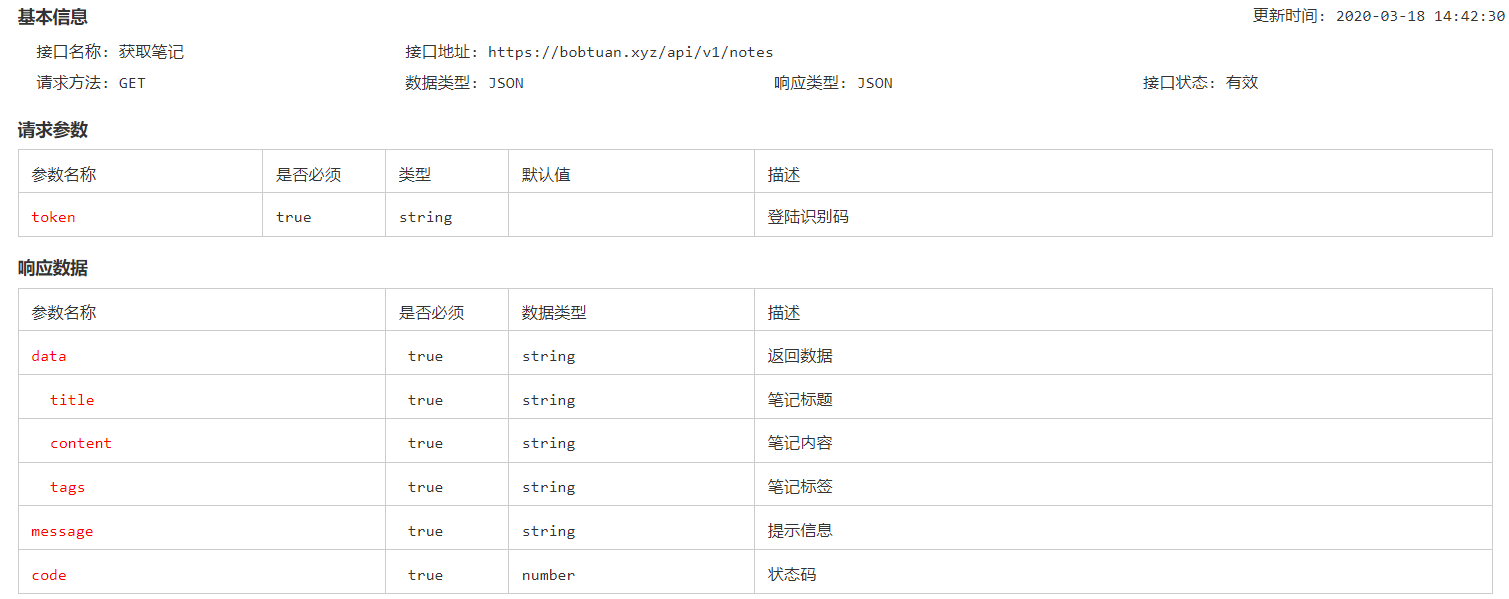 基本信息 更新时间: 2020-03-18 14:42:30
接口名称: 获取笔记 接口地址: https://bobtuan.xyz/api/v1/notes
请求方法: GET 数据类型: JSON 响应类型: JSON 接口状态: 有效
请求参数
参数名称 是否必须 类型 默认值 描述
token true string 登陆识别码
响应数据
参数名称 是否必须 数据类型 描述
data true string 返回数据
title true string 笔记标题
content true string 笔记内容
tags true string 笔记标签
message true string 提示信息
code true number 状态码